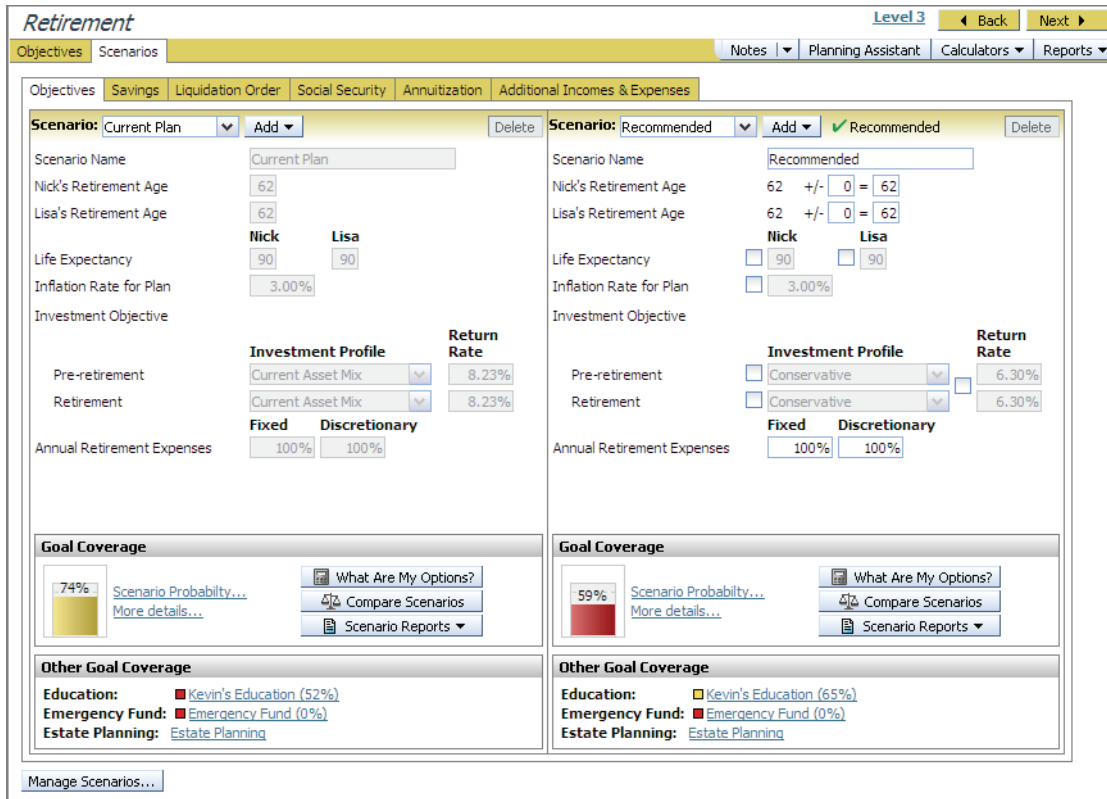 Retirement Level 3 Back Next
Objectives Scenarios Notes Planning Assistant Calculators Reports
Objectives Savings Liquidation Order Social Security Annuitization Additional Incomes & Expenses
Scenario: Current Plan Add Delete
Scenario Name Current Plan
Nick's Retirement Age 62
Lisa's Retirement Age 62
Nick Lisa
Life Expectancy 90 90
Inflation Rate for Plan 3.00%
Investment Objective
Return
Investment Profile Rate
Pre-retirement Current Asset Mix 8.23%
Retirement Current Asset Mix 8.23%
Fixed Discretionary
Annual Retirement Expenses 100% 100%
Goal Coverage
74%
Scenario Probabilty...
More details...
What Are My Options?
Compare Scenarios
Scenario Reports
Other Goal Coverage
Education: Kevin's Education (52%)
Emergency Fund: Emergency Fund (0%)
Estate Planning: Estate Planning
Scenario: Recommended Add Recommended Delete
Scenario Name Recommended
Nick's Retirement Age 62 +/- 0 = 62
Lisa's Retirement Age 62 +/- 0 = 62
Nick Lisa
Life Expectancy 90 90
Inflation Rate for Plan 3.00%
Investment Objective
Return
Investment Profile Rate
Pre-retirement Conservative 6.30%
Retirement Conservative 6.30%
Fixed Discretionary
Annual Retirement Expenses 100% 100%
Goal Coverage
59%
Scenario Probabilty...
More details...
What Are My Options?
Compare Scenarios
Scenario Reports
Other Goal Coverage
Education: Kevin's Education (65%)
Emergency Fund: Emergency Fund (0%)
Estate Planning: Estate Planning
Manage Scenarios...